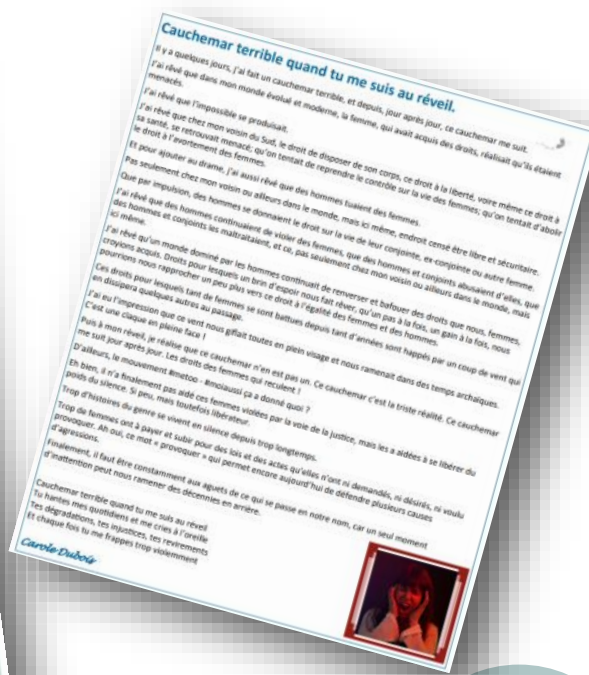 Cauchemar terrible quand tu me suis au réveil.
Il y a quelques jours, j'ai fait un cauchemar terrible, et depuis, jour après jour, ce cauchemar me suit.
J'ai rêvé que dans mon monde évolué et moderne, la femme, qui avait acquis des droits, réalisait qu'ils étaient
menacés.
J'ai rêvé que l'impossible se produisait.
J'ai rêvé que chez mon voisin du Sud, le droit de disposer de son corps, ce droit à la liberté, voire même ce droit à
sa santé, se retrouvait menacé; qu'on tentait de reprendre le contrôle sur la vie des femmes; qu'on tentait d'abolir
le droit à l'avortement des femmes.
Et pour ajouter au drame, j'ai aussi rêvé que des hommes tuaient des femmes.
Pas seulement chez mon voisin ou ailleurs dans le monde, mais ici même, endroit censé être libre et sécuritaire.
Que par impulsion, des hommes se donnaient le droit sur la vie de leur conjointe, ex-conjointe ou autre femme.
J'ai rêvé que des hommes continuaient de violer des femmes, que des hommes et conjoints abusaient d'elles, que
des hommes et conjoints les maltraitaient, et ce, pas seulement chez mon voisin ou ailleurs dans le monde, mais
ici même.
J'ai rêvé qu'un monde dominé par les hommes continuait de renverser et bafouer des droits que nous, femmes,
croyions acquis. Droits pour lesquels un brin d'espoir nous fait rêver, qu'un pas à la fois, un gain à la fois, nous
pourrions nous rapprocher un peu plus vers ce droit à l'égalité des femmes et des hommes.
Ces droits pour lesquels tant de femmes se sont battues depuis tant d'années sont happés par un coup de vent qui
en dissipera quelques autres au passage.
J'ai eu l'impression que ce vent nous giflait toutes en plein visage et nous ramenait dans des temps archaïques.
C'est une claque en pleine face !
Puis à mon réveil, je réalise que ce cauchemar n'en est pas un. Ce cauchemar c'est la triste réalité. Ce cauchemar
me suit jour après jour. Les droits des femmes qui reculent !
D'ailleurs, le mouvement #metoo - #moiaussi ça a donné quoi ?
Eh bien, il n'a finalement pas aidé ces femmes violées par la voie de la justice, mais les a aidées à se libérer du
poids du silence. Si peu, mais toutefois libérateur.
Trop d'histoires du genre se vivent en silence depuis trop longtemps.
Trop de femmes ont à payer et subir pour des lois et des actes qu'elles n'ont ni demandés, ni désirés, ni voulu
provoquer. Ah oui, ce mot « provoquer » qui permet encore aujourd'hui de défendre plusieurs causes
d'agressions.
Finalement, il faut être constamment aux aguets de ce qui se passe en notre nom, car un seul moment
d'inattention peut nous ramener des décennies en arrière.
Cauchemar terrible quand tu me suis au réveil
Tu hantes mes quotidiens et me cries à l'oreille
Tes dégradations, tes injustices, tes revirements
Et chaque fois tu me frappes trop violemment
Carole Dubois